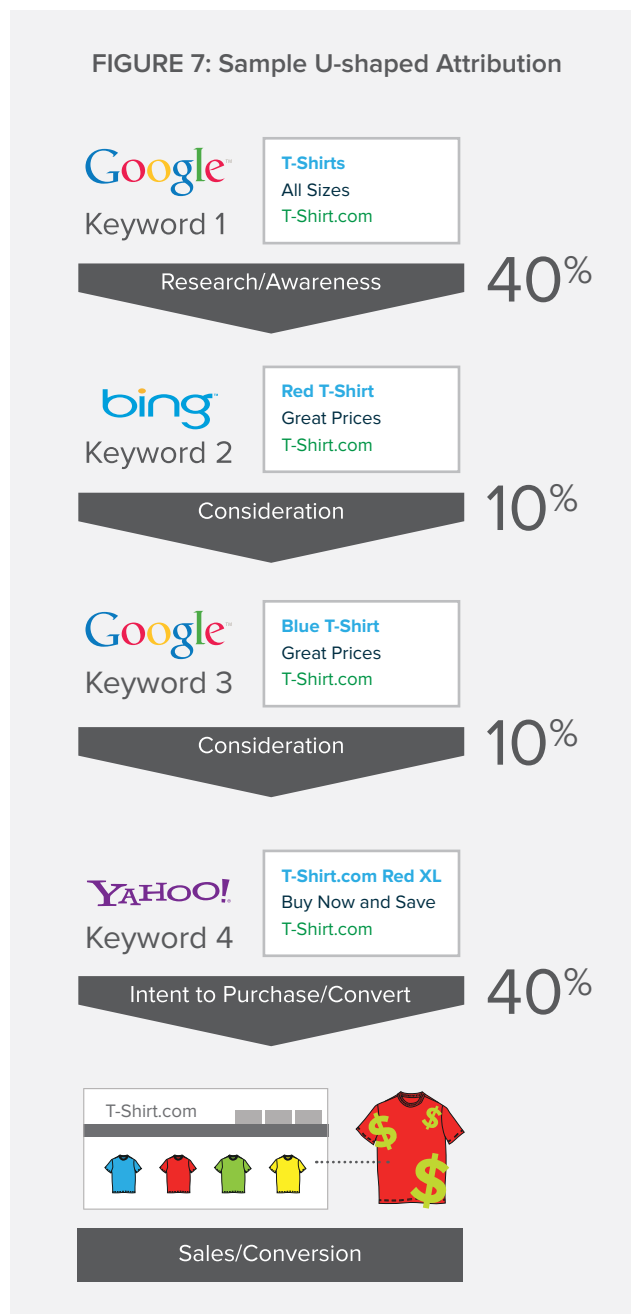 FIGURE 7: Sample U-shaped Attribution
Google™
Keyword 1
T-Shirts
All Sizes
T-Shirt.com
Research/Awareness
40%
bing™
Keyword 2
Red T-Shirt
Great Prices
T-Shirt.com
Consideration
10%
Google™
Keyword 3
Blue T-Shirt
Great Prices
T-Shirt.com
Consideration
10%
YAHOO!
Keyword 4
T-Shirt.com Red XL
Buy Now and Save
T-Shirt.com
Intent to Purchase/Convert
40%
T-Shirt.com
$ $ $
Sales/Conversion